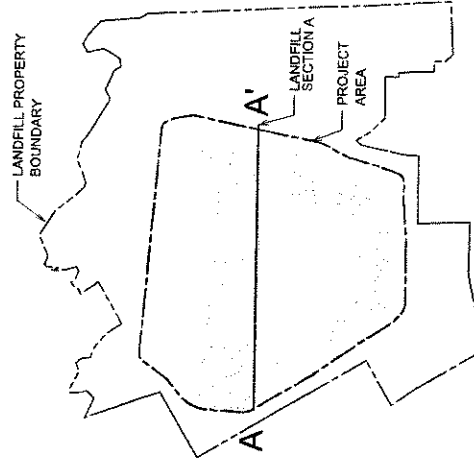 LANDFILL PROPERTY
BOUNDARY
A'
LANDFILL
SECTION A
PROJECT
AREA
A